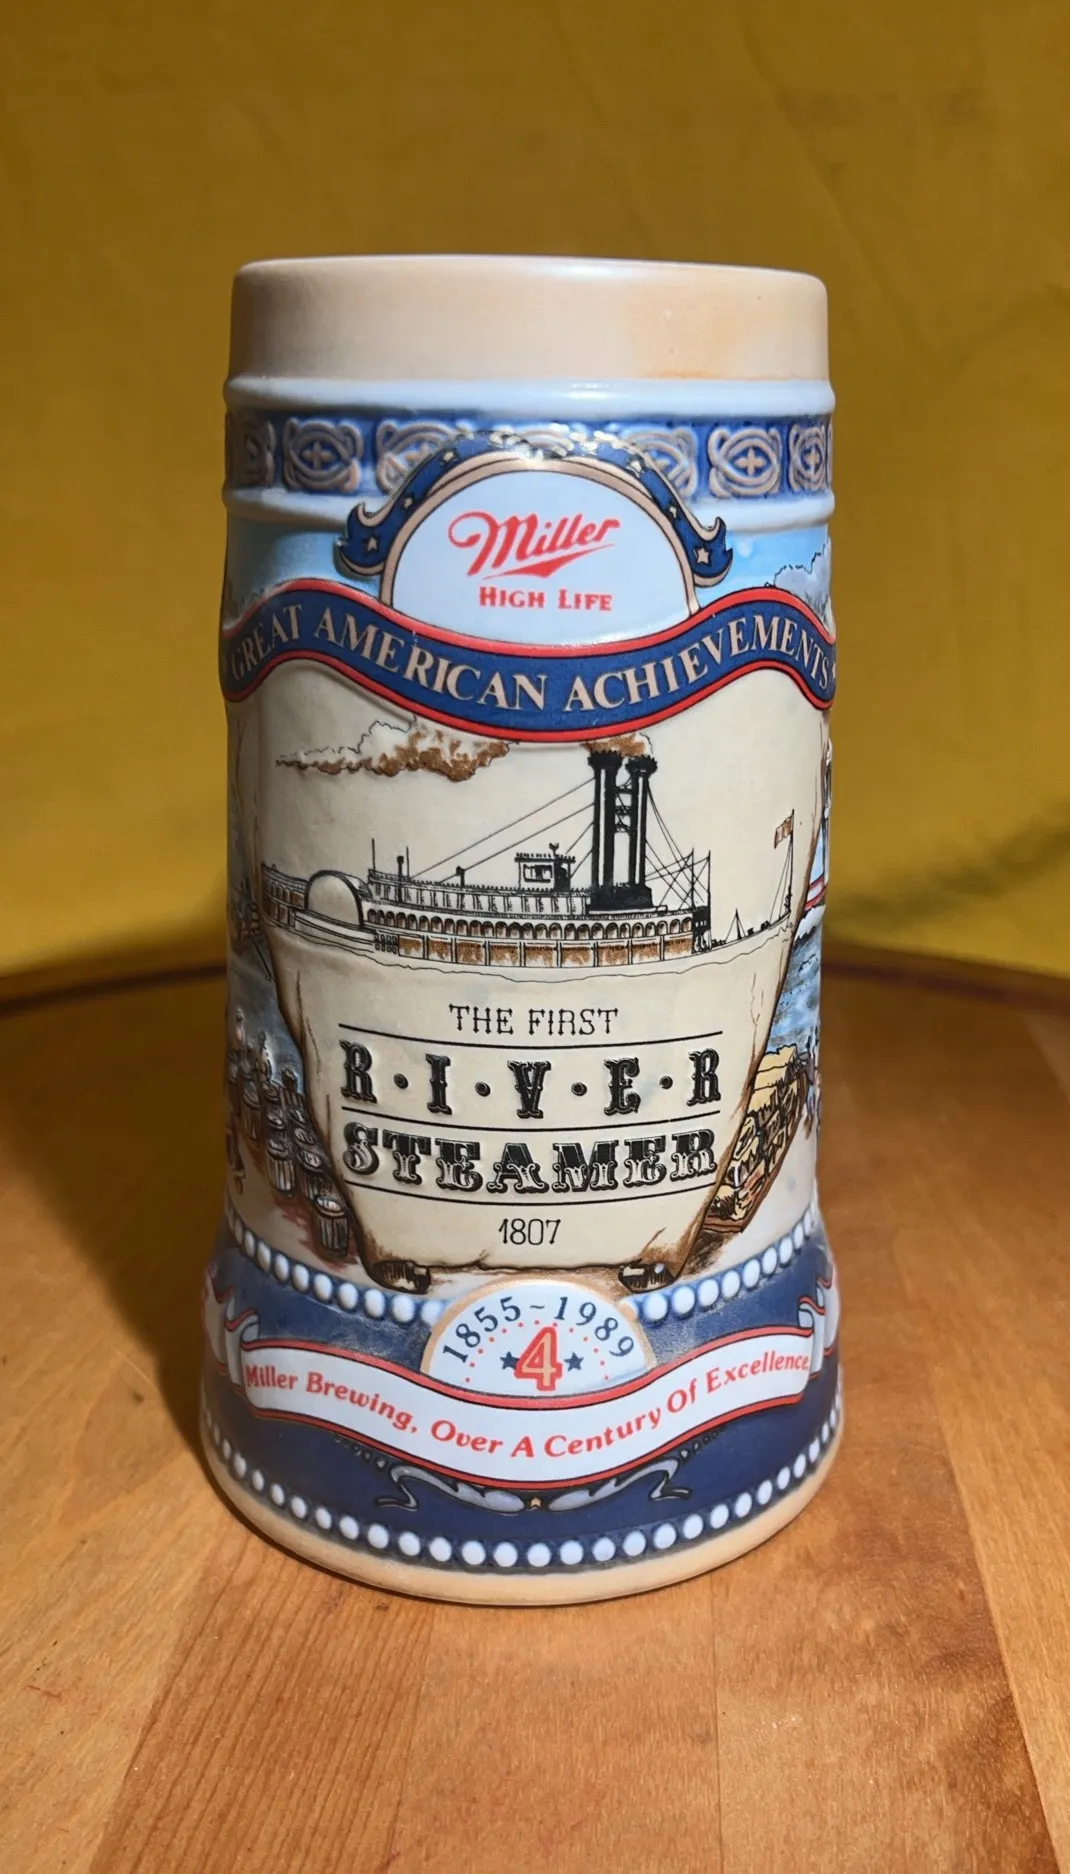 Miller
HIGH LIFE
GREAT AMERICAN ACHIEVEMENTS
THE FIRST
R·I·V·E·R
STEAMER
1807
1855~1989
★4★
Miller Brewing, Over A Century Of Excellence.